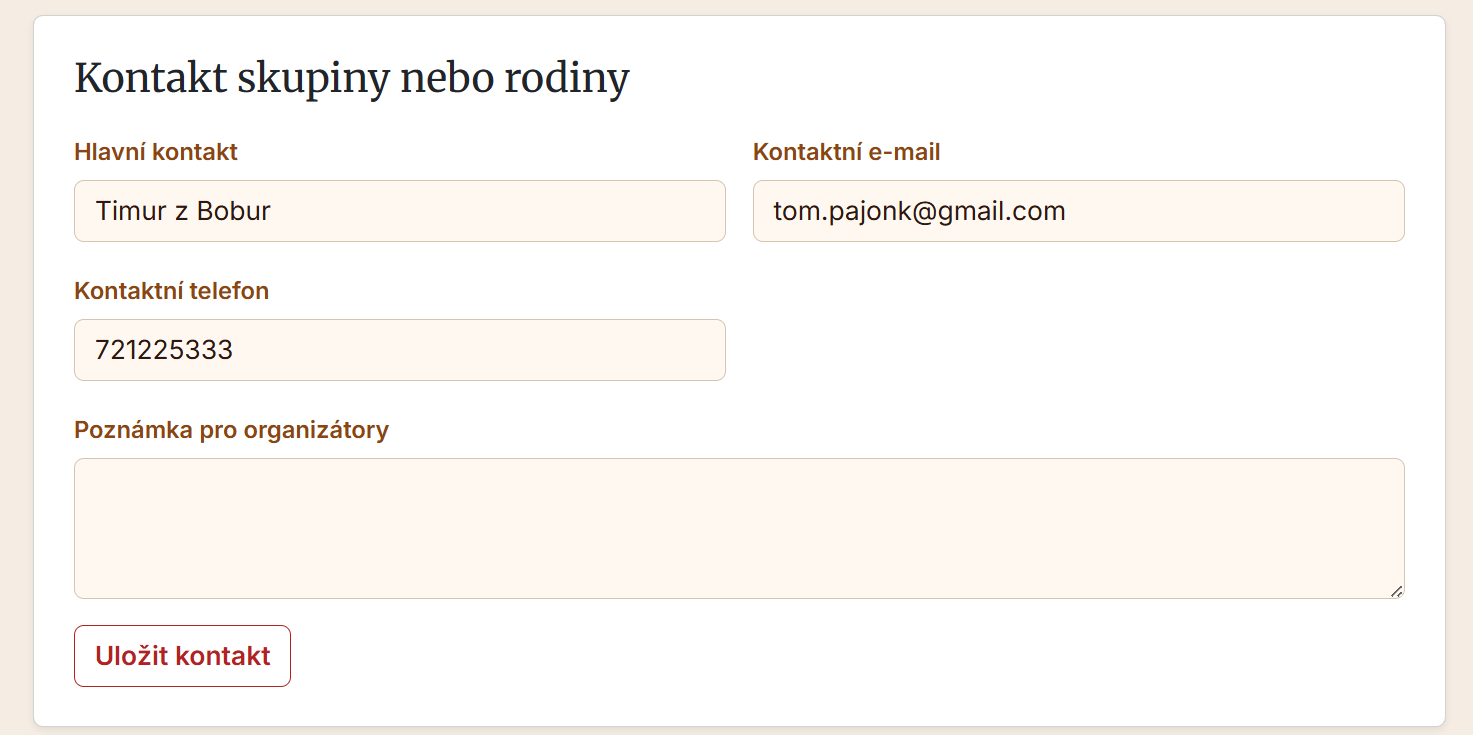 Kontakt skupiny nebo rodiny
Hlavní kontakt
Kontaktní e-mail
Timur z Bobur
tom.pajonk@gmail.com
Kontaktní telefon
721225333
Poznámka pro organizátory
Uložit kontakt